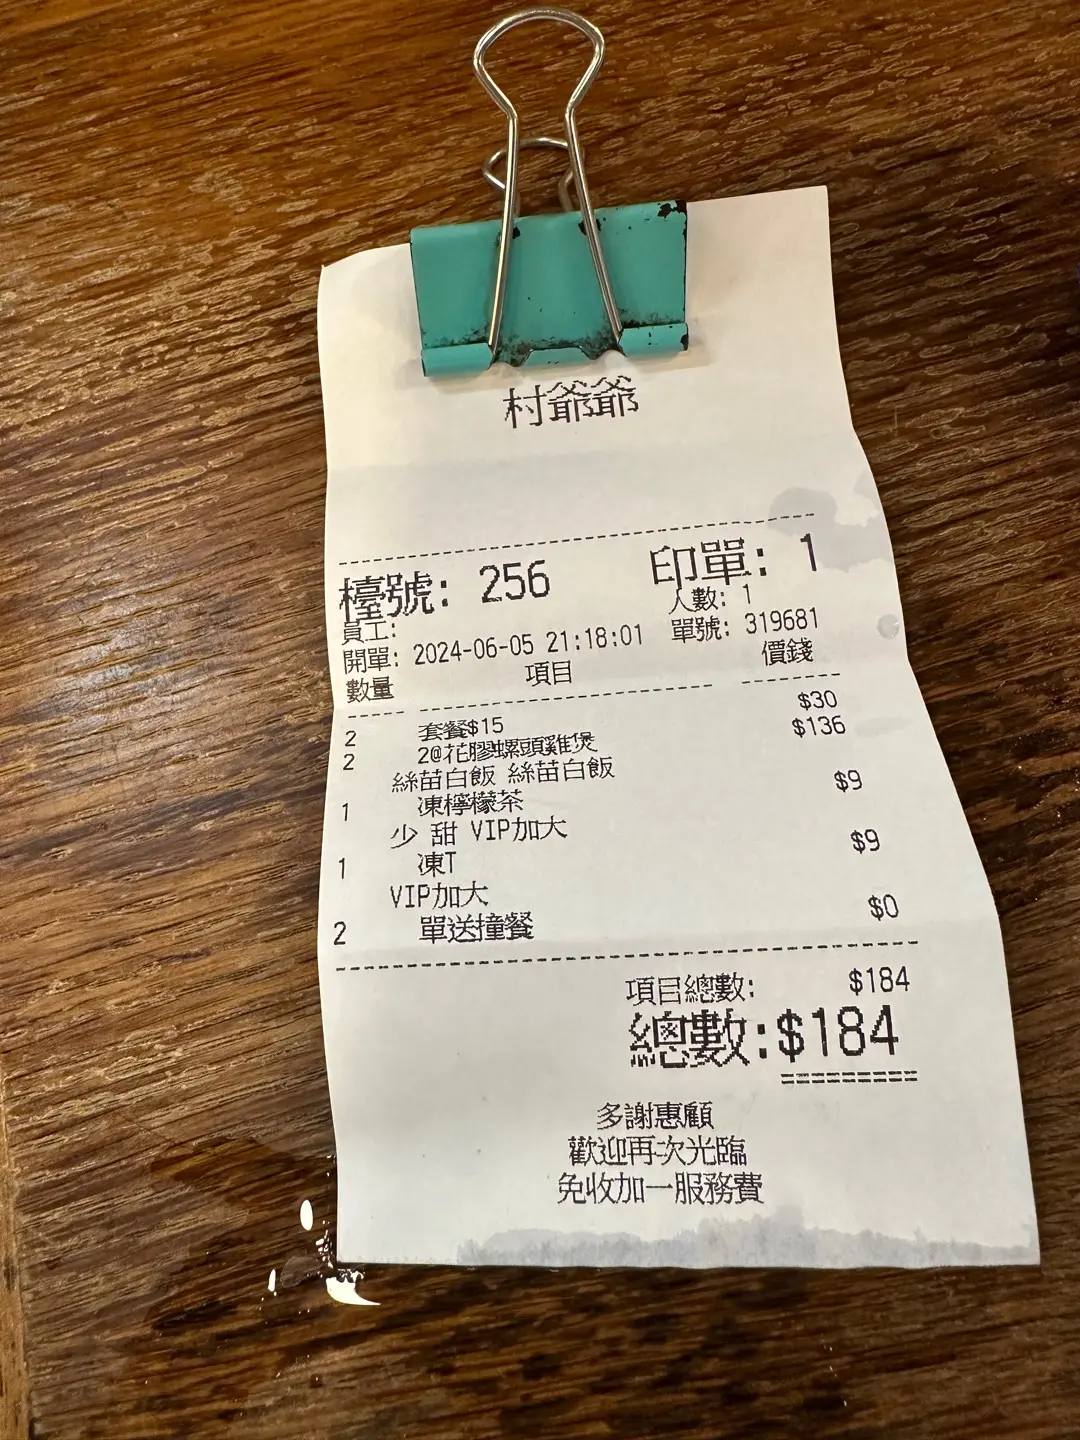 村爺爺
檯號: 256 印單: 1
員工: 人數: 1
開單: 2024-06-05 21:18:01 單號: 319681
數量 項目 價錢
2 套餐$15 $30
2 2@花膠螺頭雞煲 $136
絲苗白飯 絲苗白飯
1 凍檸檬茶 $9
少 甜 VIP加大
1 凍T $9
VIP加大
2 單送撞餐 $0
項目總數: $184
總數:$184
多謝惠顧
歡迎再次光臨
免收加一服務費